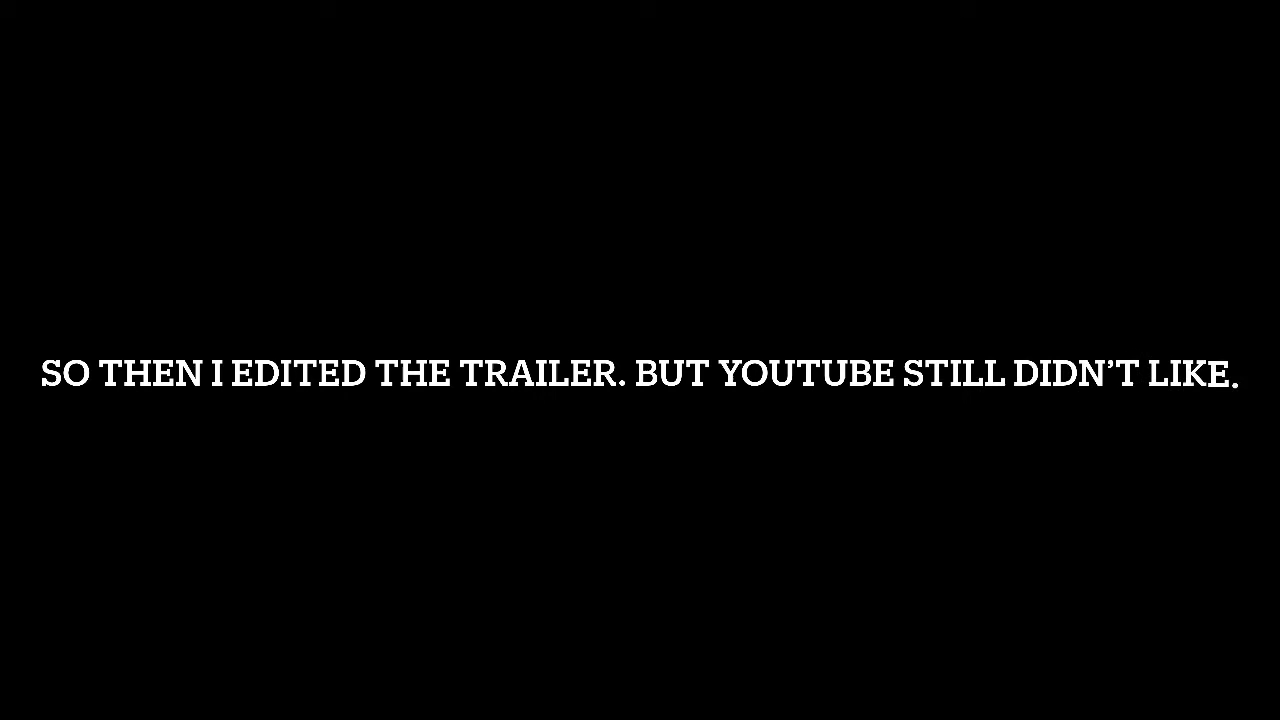 SO THEN I EDITED THE TRAILER. BUT YOUTUBE STILL DIDN’T LIKE.